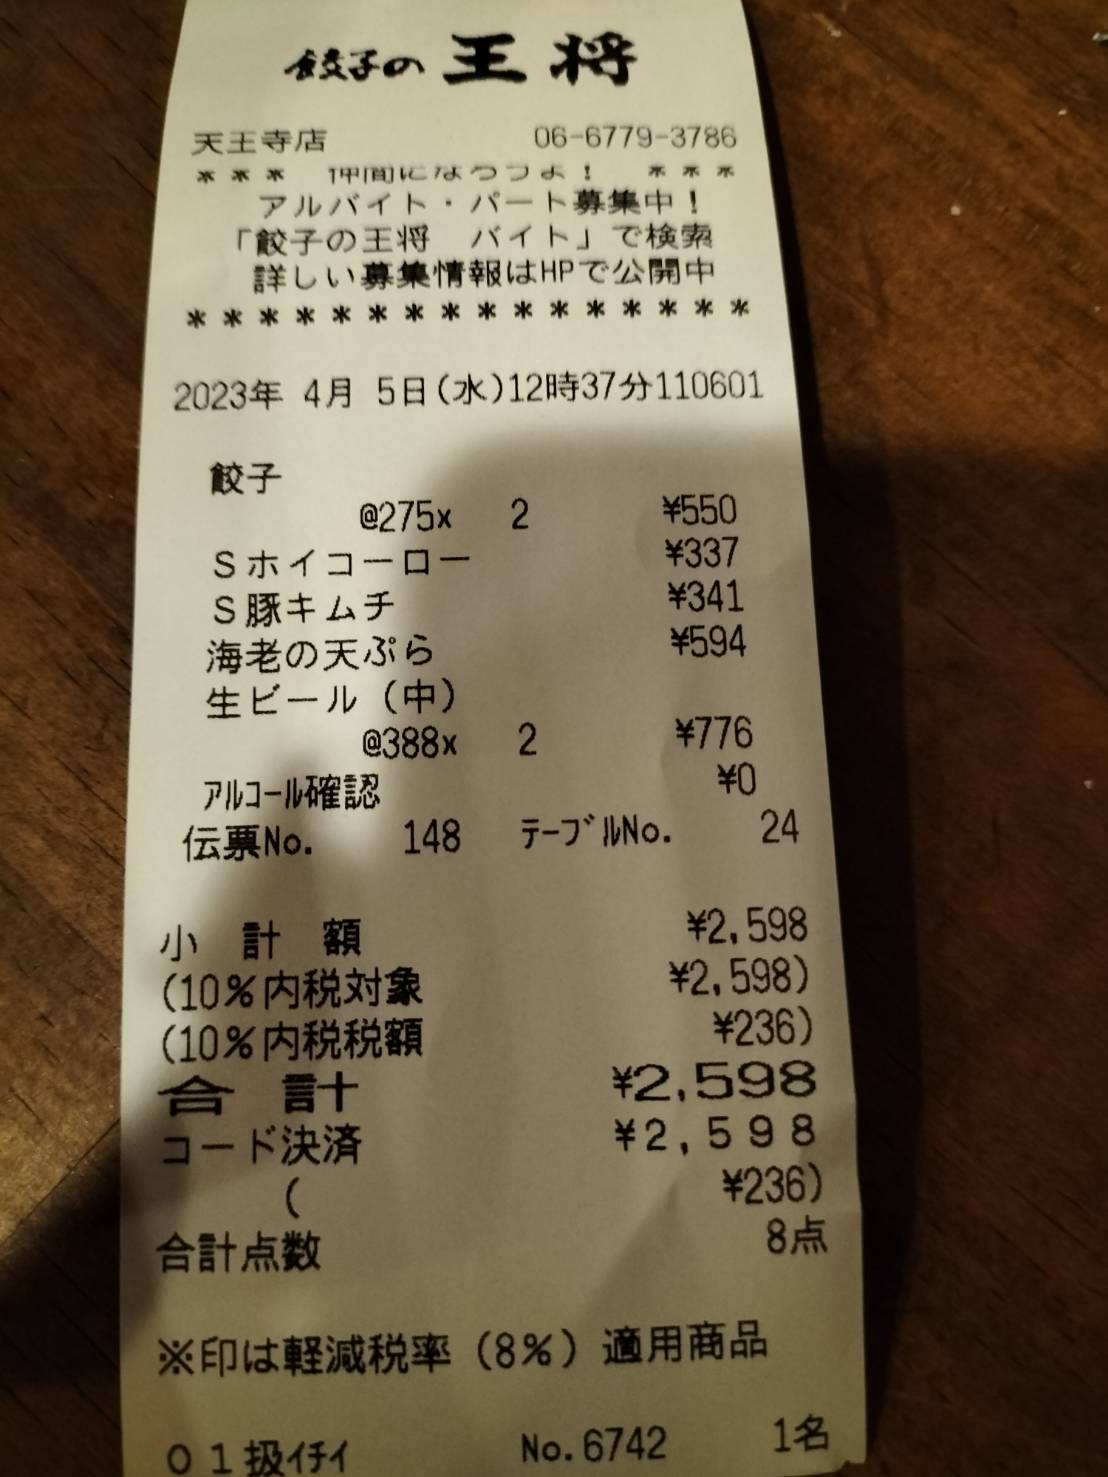 餃子の王将
天王寺店 06-6779-3786
*** 仲間になろうよ! ***
アルバイト・パート募集中!
「餃子の王将 バイト」で検索
詳しい募集情報はHPで公開中
****************
2023年 4月 5日(水)12時37分110601
餃子
@275x 2 ¥550
Sホイコーロー ¥337
S豚キムチ ¥341
海老の天ぷら ¥594
生ビール(中)
@388x 2 ¥776
アルコール確認 ¥0
伝票No. 148 テーブルNo. 24
小 計 額 ¥2,598
(10%内税対象 ¥2,598)
(10%内税税額 ¥236)
合 計 ¥2,598
コード決済 ¥2,598
( ¥236)
合計点数 8点
※印は軽減税率(8%)適用商品
01扱イチイ No.6742 1名